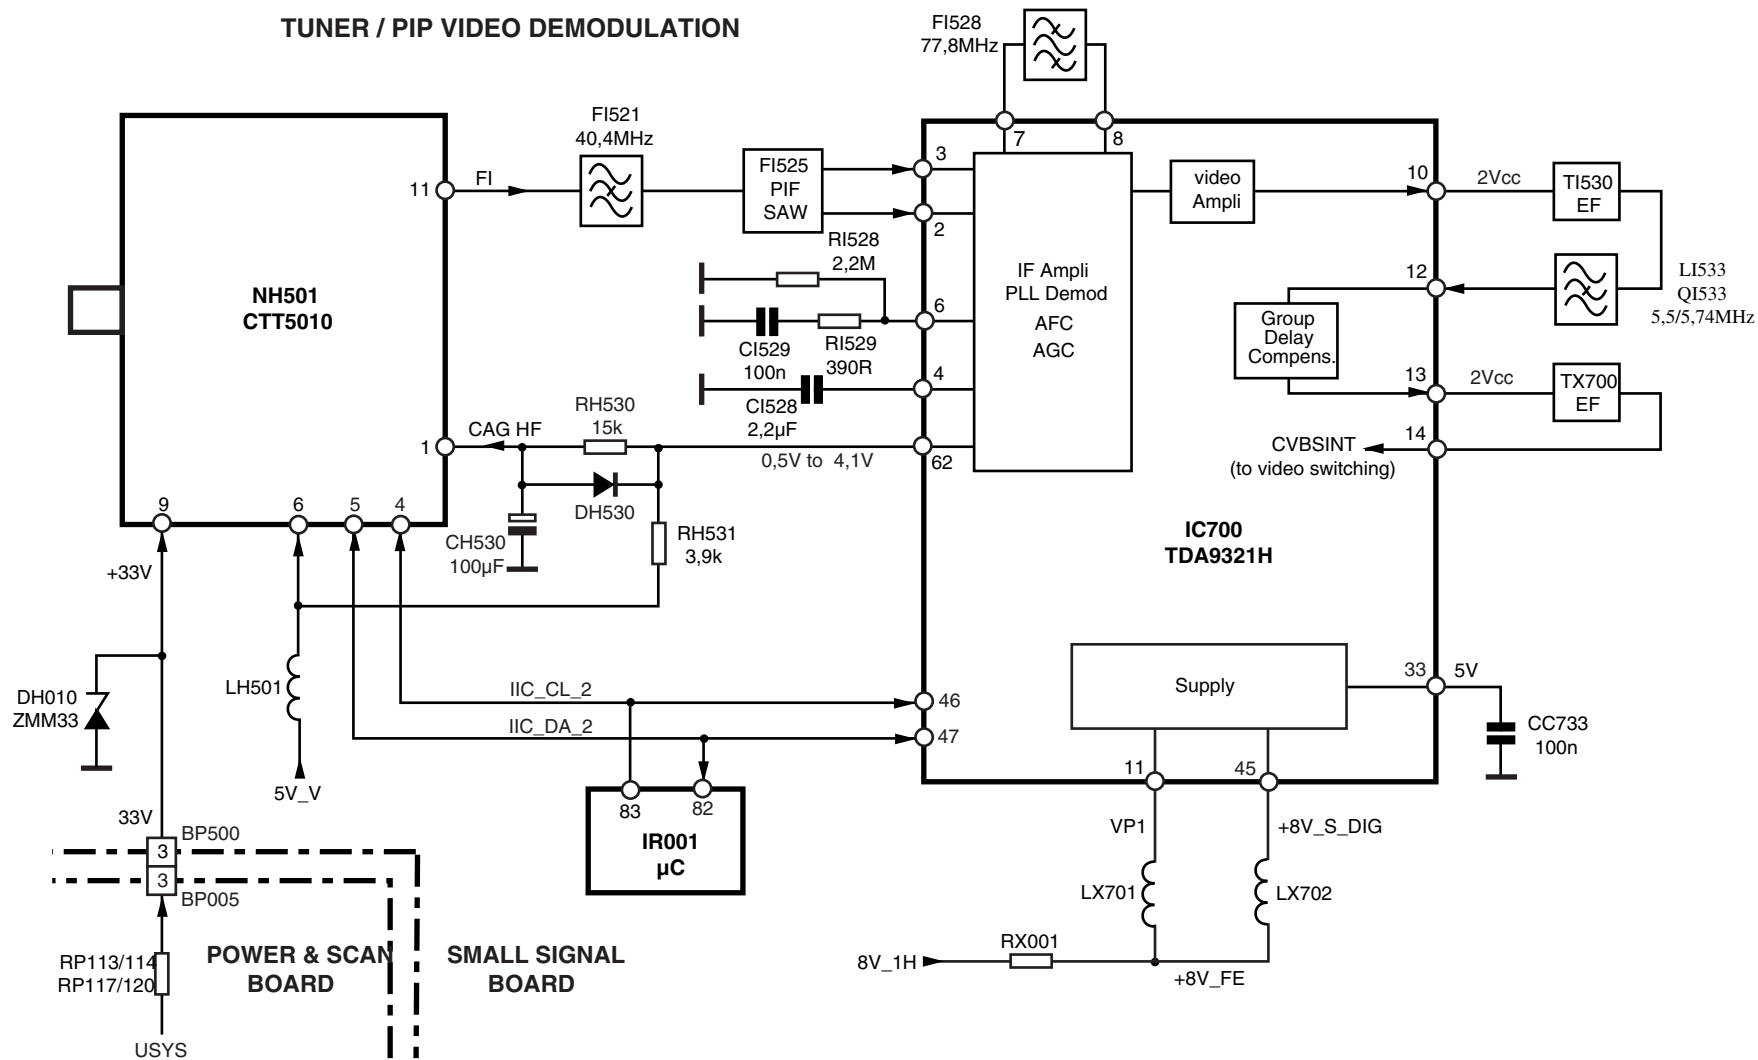 TUNER / PIP VIDEO DEMODULATION
FI528
77,8MHz
FI521
40,4MHz
7
8
11
FI
FI525
PIF
SAW
3
2
video
Ampli
10
2Vcc
TI530
EF
RI528
2,2M
NH501
CTT5010
IF Ampli
PLL Demod
AFC
AGC
12
LI533
QI533
5,5/5,74MHz
6
CI529
100n
RI529
390R
Group
Delay
Compens.
4
CI528
2,2µF
13
2Vcc
TX700
EF
1
CAG HF
RH530
15k
0,5V to 4,1V
62
14
CVBSINT
(to video switching)
9
6
5
4
DH530
CH530
100µF
RH531
3,9k
IC700
TDA9321H
+33V
DH010
ZMM33
LH501
5V_V
IIC_CL_2
46
IIC_DA_2
47
Supply
33
5V
CC733
100n
83
82
IR001
µC
11
45
VP1
+8V_S_DIG
33V
BP500
3
3
BP005
LX701
LX702
RP113/114
RP117/120
POWER & SCAN
BOARD
SMALL SIGNAL
BOARD
8V_1H
RX001
+8V_FE
USYS